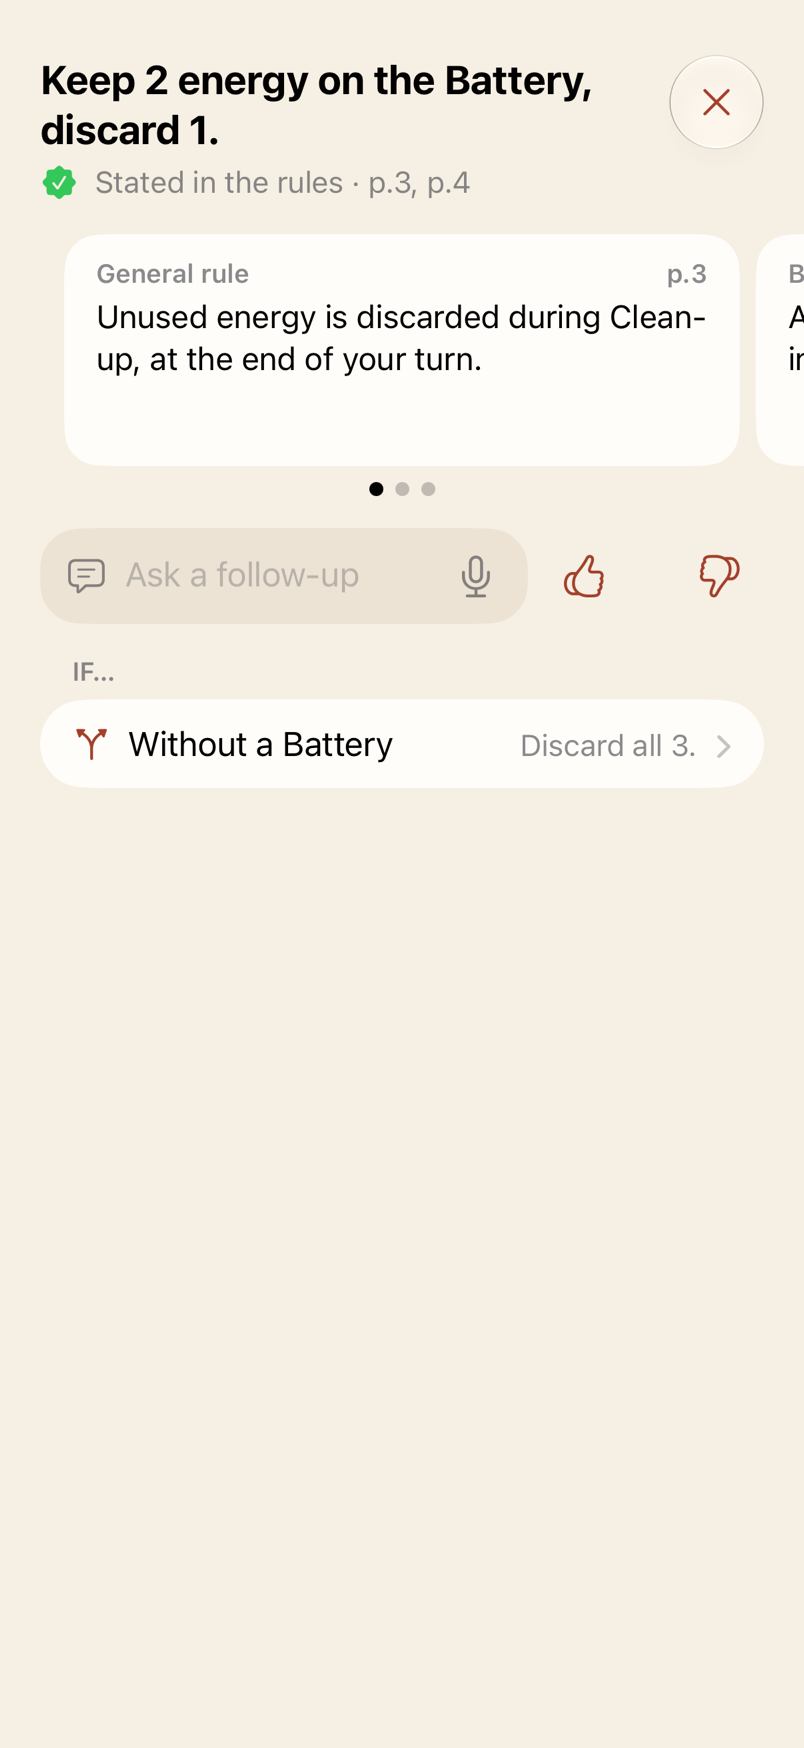 Keep 2 energy on the Battery,
discard 1.
Stated in the rules · p.3, p.4
General rule
p.3
Unused energy is discarded during Clean-
up, at the end of your turn.
Ask a follow-up
IF...
Without a Battery
Discard all 3.